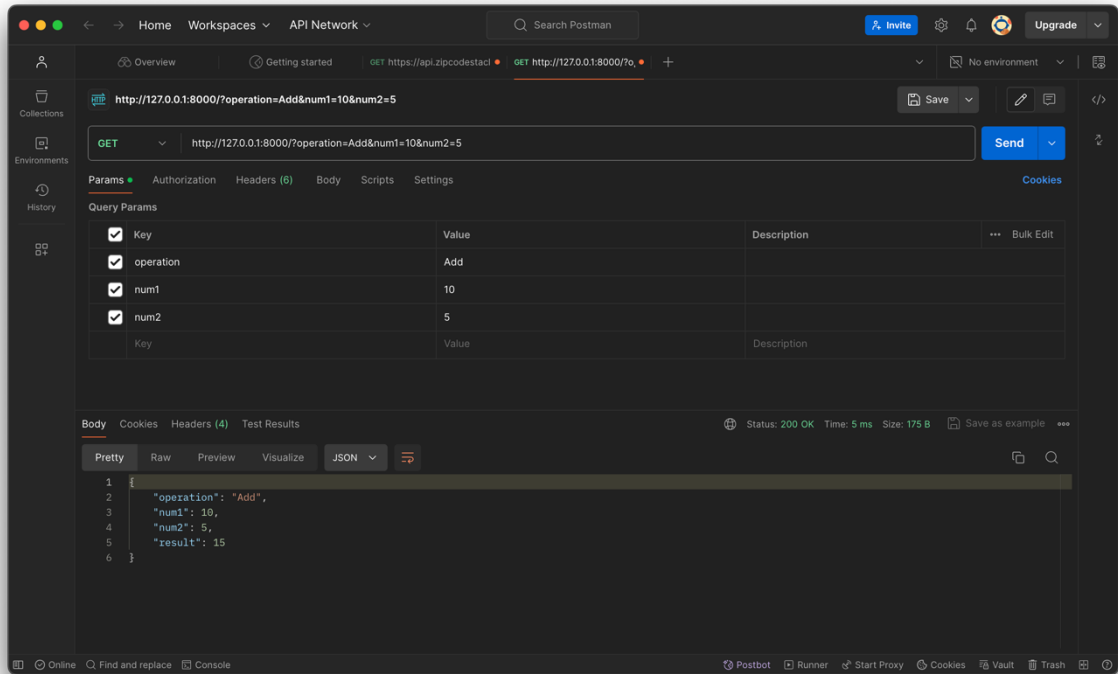 Home Workspaces API Network Search Postman Invite Upgrade
Overview Getting started GET https://api.zipcodestacl GET http://127.0.0.1:8000/?o, No environment
HTTP http://127.0.0.1:8000/?operation=Add&num1=10&num2=5 Save
Collections
GET http://127.0.0.1:8000/?operation=Add&num1=10&num2=5 Send
Environments
Params Authorization Headers (6) Body Scripts Settings Cookies
History
Query Params
Key Value Description Bulk Edit
operation Add
num1 10
num2 5
Key Value Description
Body Cookies Headers (4) Test Results Status: 200 OK Time: 5 ms Size: 175 B Save as example
Pretty Raw Preview Visualize JSON
1 {
2 "operation": "Add",
3 "num1": 10,
4 "num2": 5,
5 "result": 15
6 }
Online Find and replace Console Postbot Runner Start Proxy Cookies Vault Trash